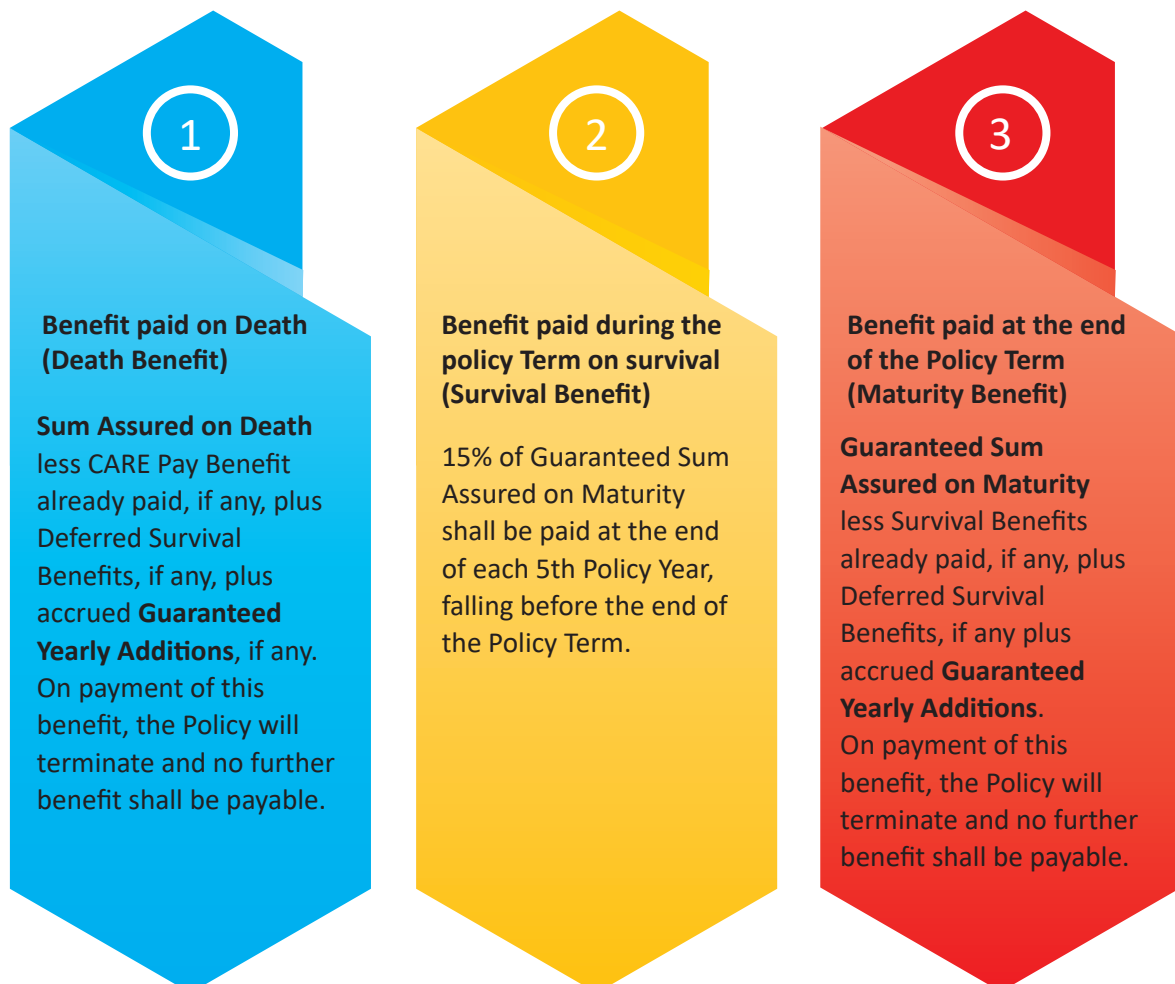 1
Benefit paid on Death
(Death Benefit)
Sum Assured on Death
less CARE Pay Benefit
already paid, if any, plus
Deferred Survival
Benefits, if any, plus
accrued Guaranteed
Yearly Additions, if any.
On payment of this
benefit, the Policy will
terminate and no further
benefit shall be payable.
2
Benefit paid during the
policy Term on survival
(Survival Benefit)
15% of Guaranteed Sum
Assured on Maturity
shall be paid at the end
of each 5th Policy Year,
falling before the end of
the Policy Term.
3
Benefit paid at the end
of the Policy Term
(Maturity Benefit)
Guaranteed Sum
Assured on Maturity
less Survival Benefits
already paid, if any, plus
Deferred Survival
Benefits, if any plus
accrued Guaranteed
Yearly Additions.
On payment of this
benefit, the Policy will
terminate and no further
benefit shall be payable.